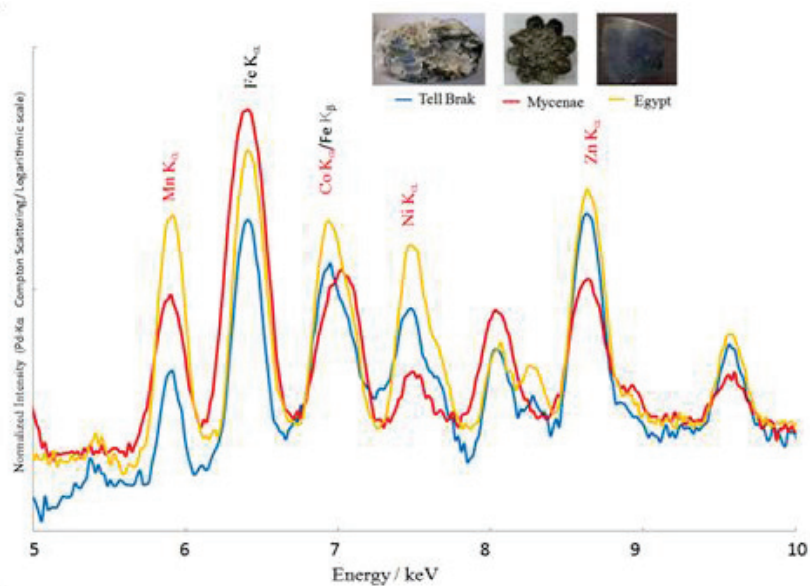 Tell Brak
Mycenae
Egypt
Fe Kα
Mn Kα
Co Kα/Fe Kβ
Ni Kα
Zn Kα
Normalized Intensity (Pd-Kα Compton Scattering/ Logarithmic scale)
5
6
7
8
9
10
Energy / keV